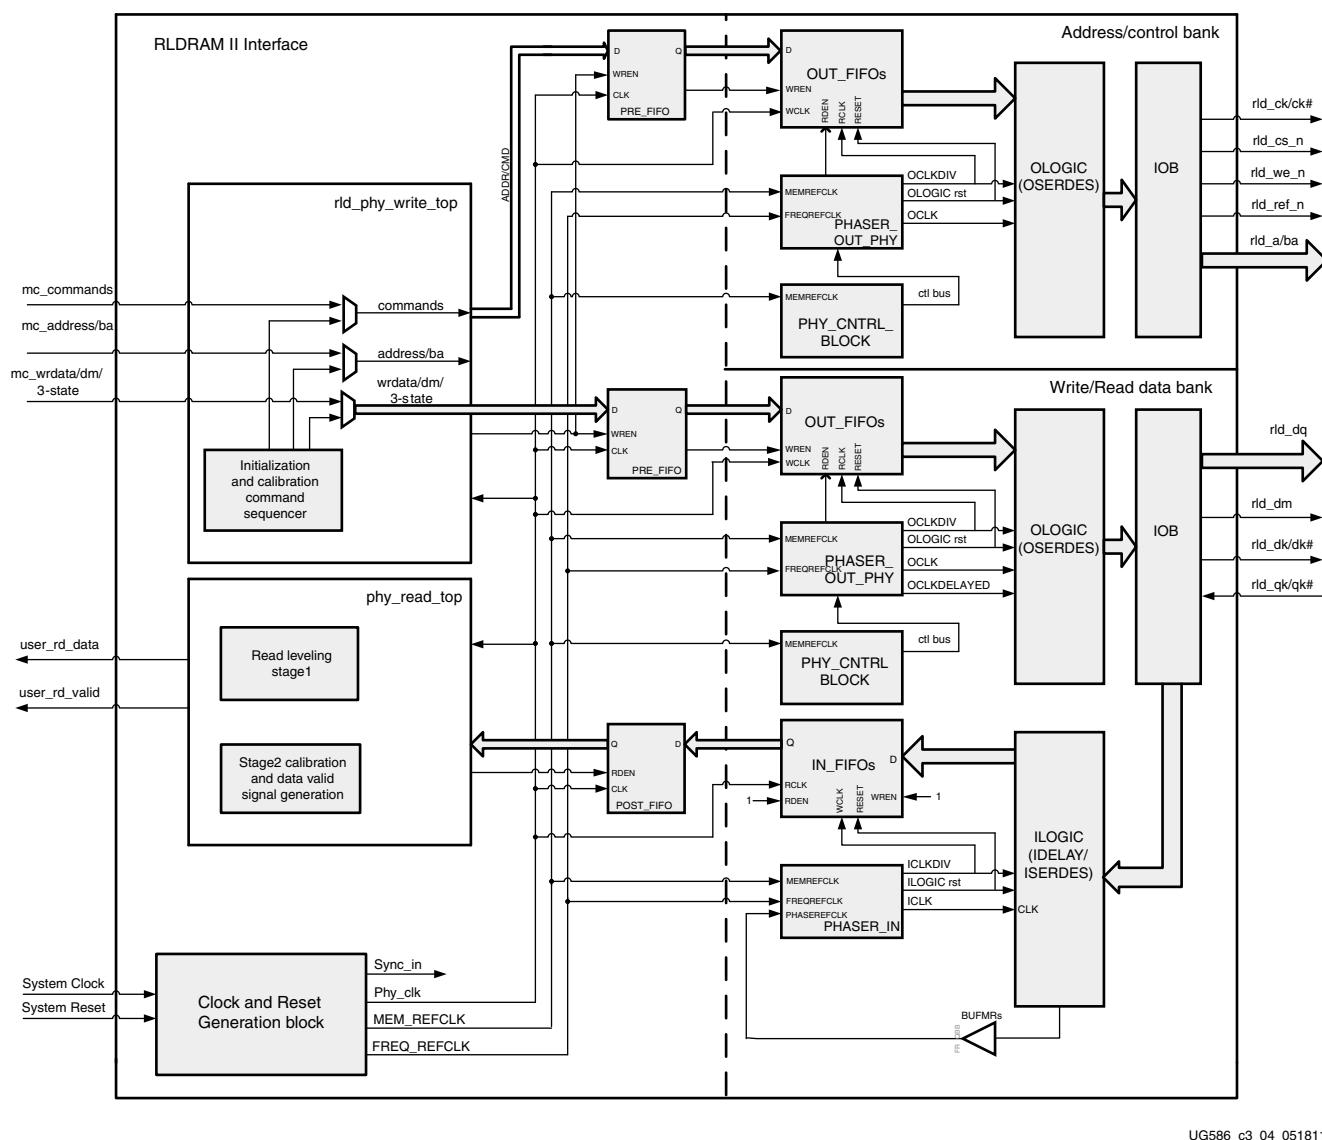 RLDRAM II Interface
Address/control bank
D
Q
WREN
CLK
PRE_FIFO
D
OUT_FIFOs
WREN
WCLK
RDEN
RCLK
RESET
OLOGIC
(OSERDES)
IOB
rld_ck/ck#
rld_cs_n
rld_we_n
rld_ref_n
rld_a/ba
ADDR/CMD
MEMREFCLK
FREQREFCLK
PHASER_
OUT_PHY
OCLKDIV
OLOGIC rst
OCLK
ctl bus
MEMREFCLK
PHY_CNTRL_
BLOCK
rld_phy_write_top
mc_commands
mc_address/ba
mc_wrdata/dm/
3-state
commands
address/ba
wrdata/dm/
3-state
Initialization
and calibration
command
sequencer
Write/Read data bank
D
Q
WREN
CLK
PRE_FIFO
D
OUT_FIFOs
WREN
WCLK
RDEN
RCLK
RESET
OLOGIC
(OSERDES)
IOB
rld_dq
rld_dm
rld_dk/dk#
rld_qk/qk#
MEMREFCLK
FREQREFCLK
PHASER_
OUT_PHY
OCLKDIV
OLOGIC rst
OCLK
OCLKDELAYED
ctl bus
MEMREFCLK
PHY_CNTRL
BLOCK
phy_read_top
user_rd_data
user_rd_valid
Read leveling
stage1
Stage2 calibration
and data valid
signal generation
Q
D
RDEN
CLK
POST_FIFO
Q
IN_FIFOs
D
RCLK
1
RDEN
WCLK
RESET
WREN
1
ILOGIC
(IDELAY/
ISERDES)
CLK
MEMREFCLK
FREQREFCLK
PHASEREFCLK
PHASER_IN
ICLKDIV
ILOGIC rst
ICLK
BUFMRs
System Clock
System Reset
Clock and Reset
Generation block
Sync_in
Phy_clk
MEM_REFCLK
FREQ_REFCLK